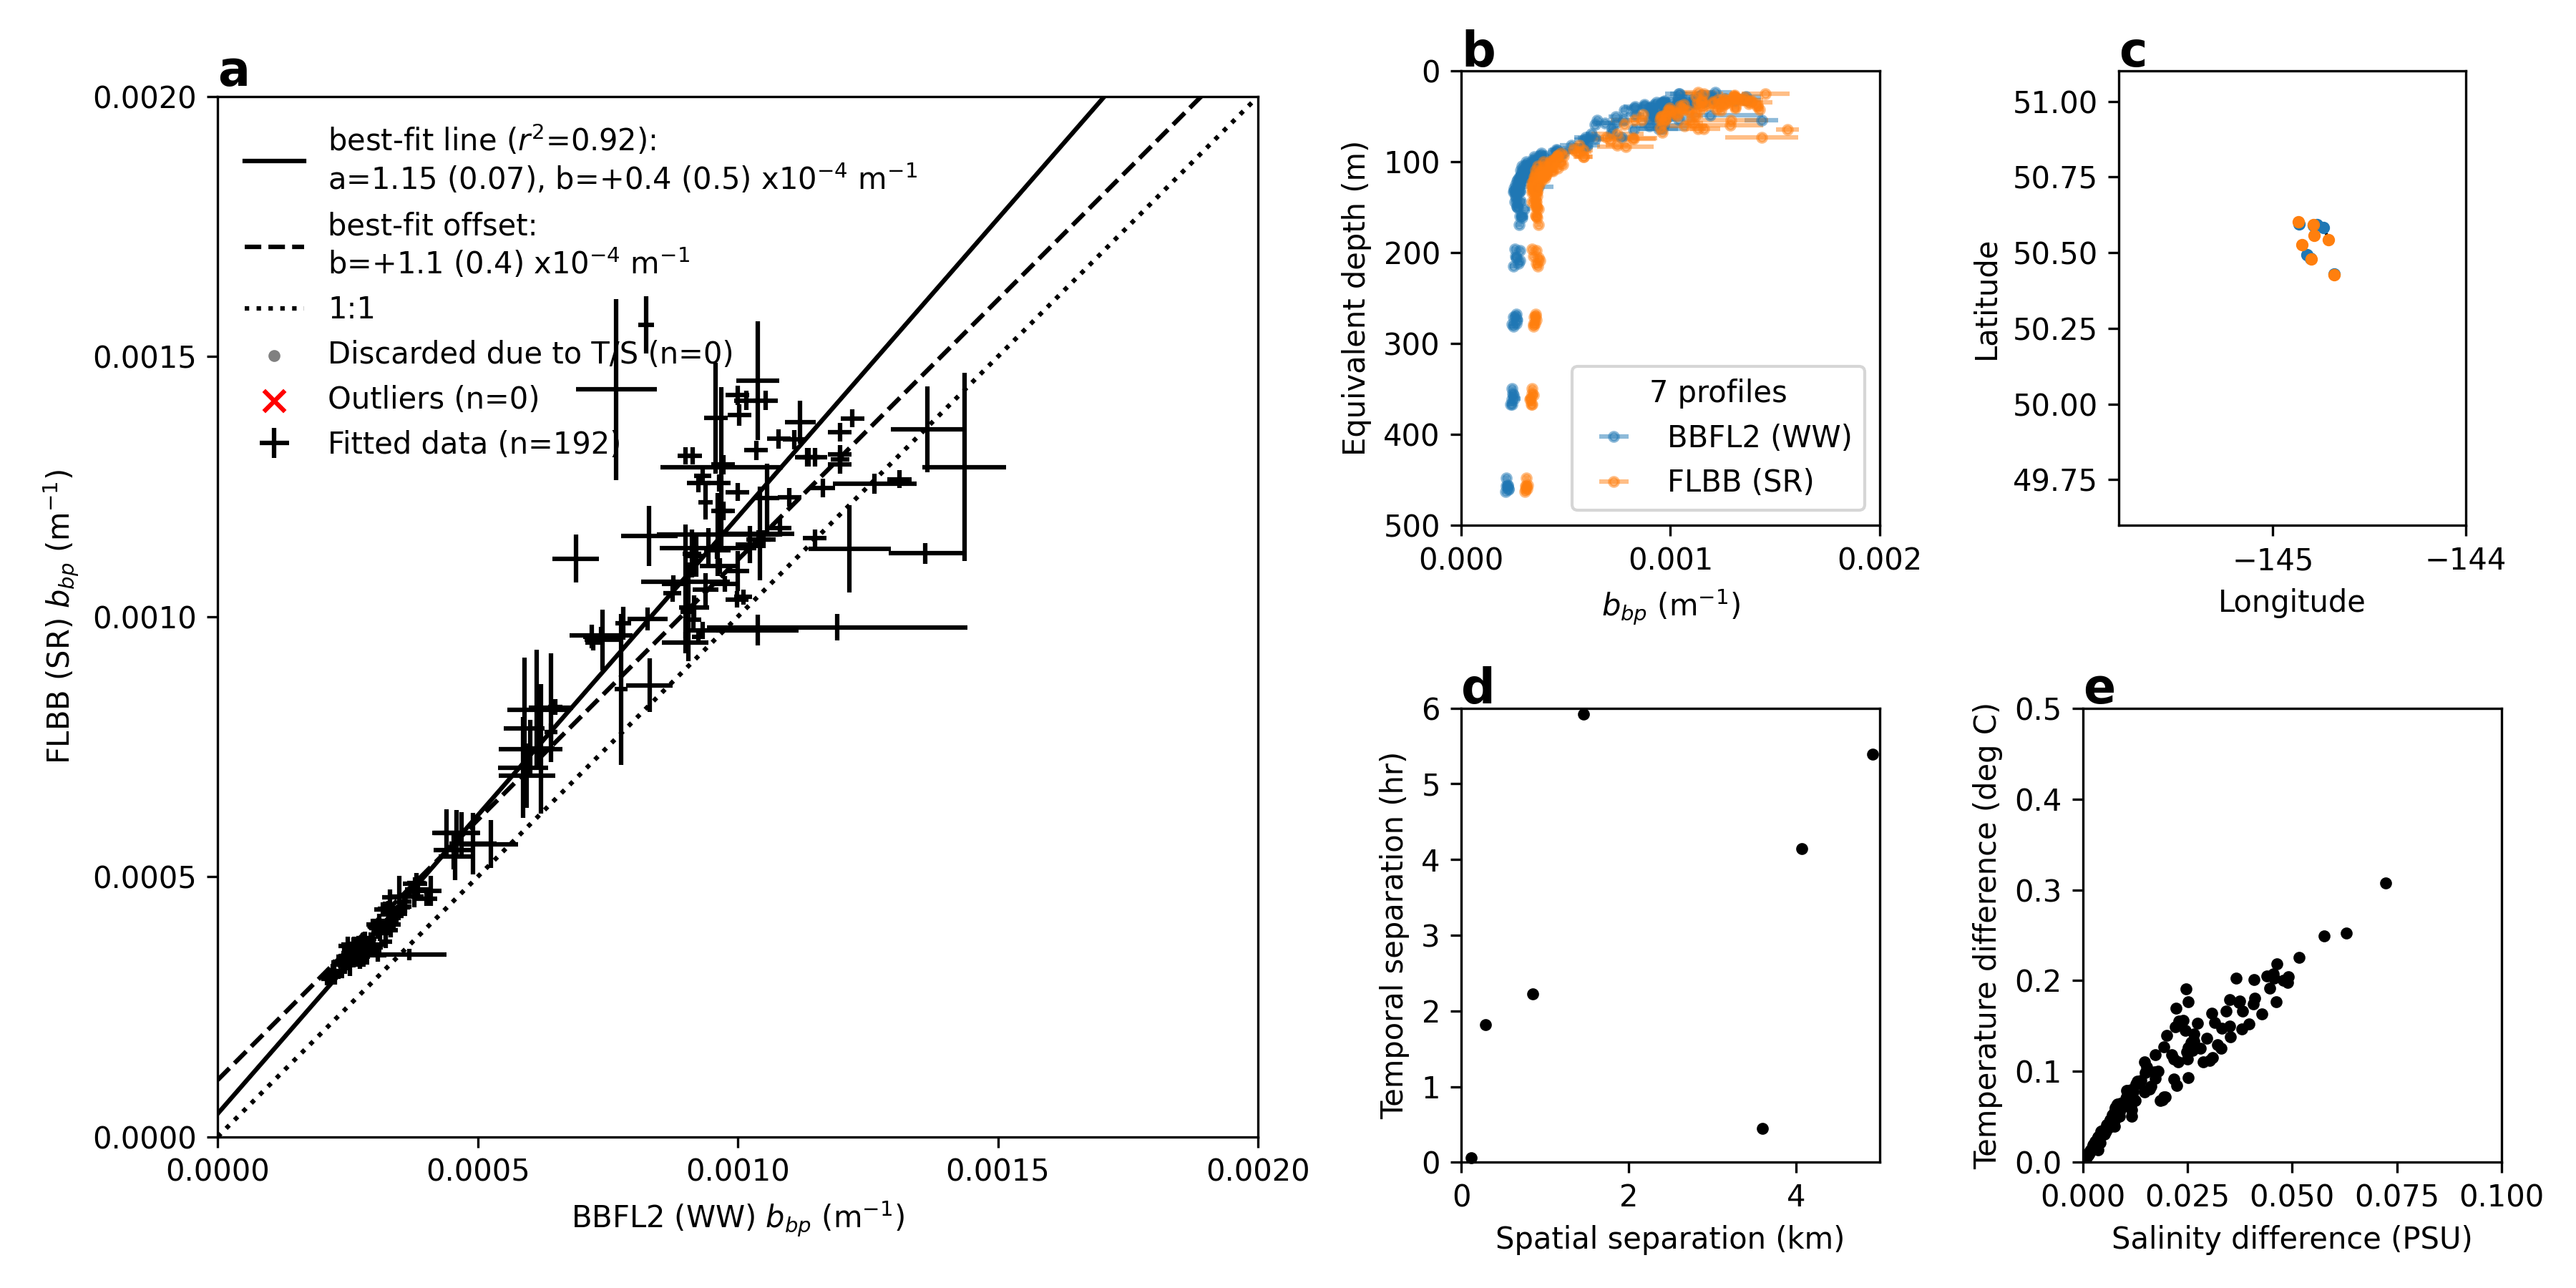 a
0.0020
0.0015
0.0010
0.0005
0.0000
FLBB (SR) b_bp (m⁻¹)
best-fit line (r²=0.92):
a=1.15 (0.07), b=+0.4 (0.5) x10⁻⁴ m⁻¹
best-fit offset:
b=+1.1 (0.4) x10⁻⁴ m⁻¹
1:1
Discarded due to T/S (n=0)
Outliers (n=0)
Fitted data (n=192)
0.0000 0.0005 0.0010 0.0015 0.0020
BBFL2 (WW) b_bp (m⁻¹)
b
0
100
200
300
400
500
Equivalent depth (m)
7 profiles
BBFL2 (WW)
FLBB (SR)
0.000 0.001 0.002
b_bp (m⁻¹)
c
51.00
50.75
50.50
50.25
50.00
49.75
Latitude
−145 −144
Longitude
d
6
5
4
3
2
1
0
Temporal separation (hr)
0 2 4
Spatial separation (km)
e
0.5
0.4
0.3
0.2
0.1
0.0
Temperature difference (deg C)
0.000 0.025 0.050 0.075 0.100
Salinity difference (PSU)